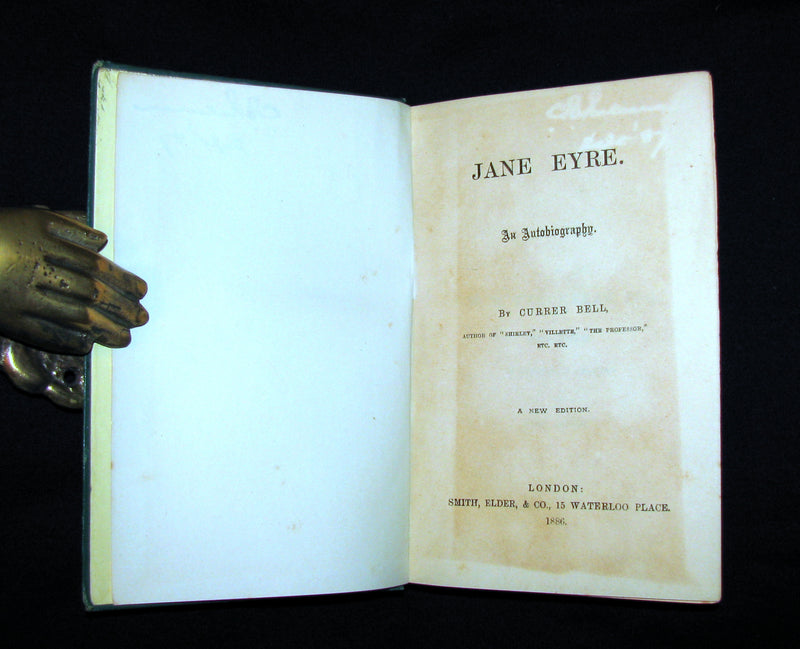 JANE EYRE.
An Autobiography.
BY CURRER BELL,
AUTHOR OF "SHIRLEY," "VILLETTE," "THE PROFESSOR,"
ETC. ETC.
A NEW EDITION.
LONDON:
SMITH, ELDER, & CO., 15 WATERLOO PLACE.
1886.